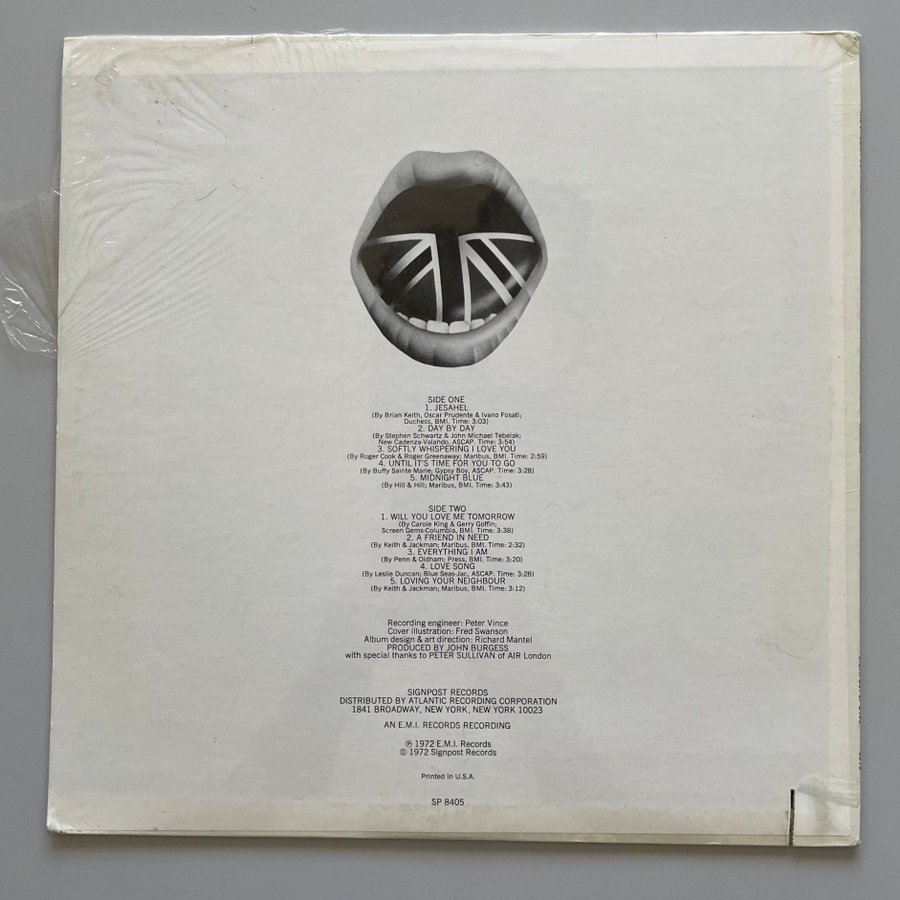 SIDE ONE
1. JESAHEL
(By Brian Keith, Oscar Prudente & Ivano Fosati;
Duchess, BMI. Time: 3:03)
2. DAY BY DAY
(By Stephen Schwartz & John Michael Tebelak;
New Cadenza-Valando, ASCAP. Time: 3:54)
3. SOFTLY WHISPERING I LOVE YOU
(By Roger Cook & Roger Greenaway; Maribus, BMI. Time: 2:59)
4. UNTIL IT'S TIME FOR YOU TO GO
(By Buffy Sainte Marie; Gypsy Boy, ASCAP. Time: 3:28)
5. MIDNIGHT BLUE
(By Hill & Hill; Maribus, BMI. Time: 3:43)
SIDE TWO
1. WILL YOU LOVE ME TOMORROW
(By Carole King & Gerry Goffin;
Screen Gems-Columbia, BMI. Time: 3:38)
2. A FRIEND IN NEED
(By Keith & Jackman; Maribus, BMI. Time: 2:32)
3. EVERYTHING I AM
(By Penn & Oldham; Press, BMI. Time: 3:20)
4. LOVE SONG
(By Leslie Duncan; Blue Seas-Jac, ASCAP. Time: 3:28)
5. LOVING YOUR NEIGHBOUR
(By Keith & Jackman; Maribus, BMI. Time: 3:12)
Recording engineer: Peter Vince
Cover illustration: Fred Swanson
Album design & art direction: Richard Mantel
PRODUCED BY JOHN BURGESS
with special thanks to PETER SULLIVAN of AIR London
SIGNPOST RECORDS
DISTRIBUTED BY ATLANTIC RECORDING CORPORATION
1841 BROADWAY, NEW YORK, NEW YORK 10023
AN E.M.I. RECORDS RECORDING
℗ 1972 E.M.I. Records
© 1972 Signpost Records
Printed in U.S.A.
SP 8405